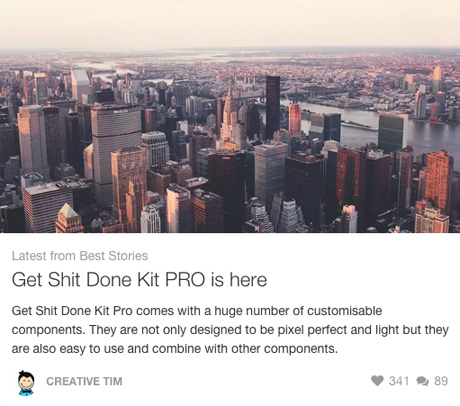 Latest from Best Stories
Get Shit Done Kit PRO is here
Get Shit Done Kit Pro comes with a huge number of customisable
components. They are not only designed to be pixel perfect and light but they
are also easy to use and combine with other components.
CREATIVE TIM 341 89